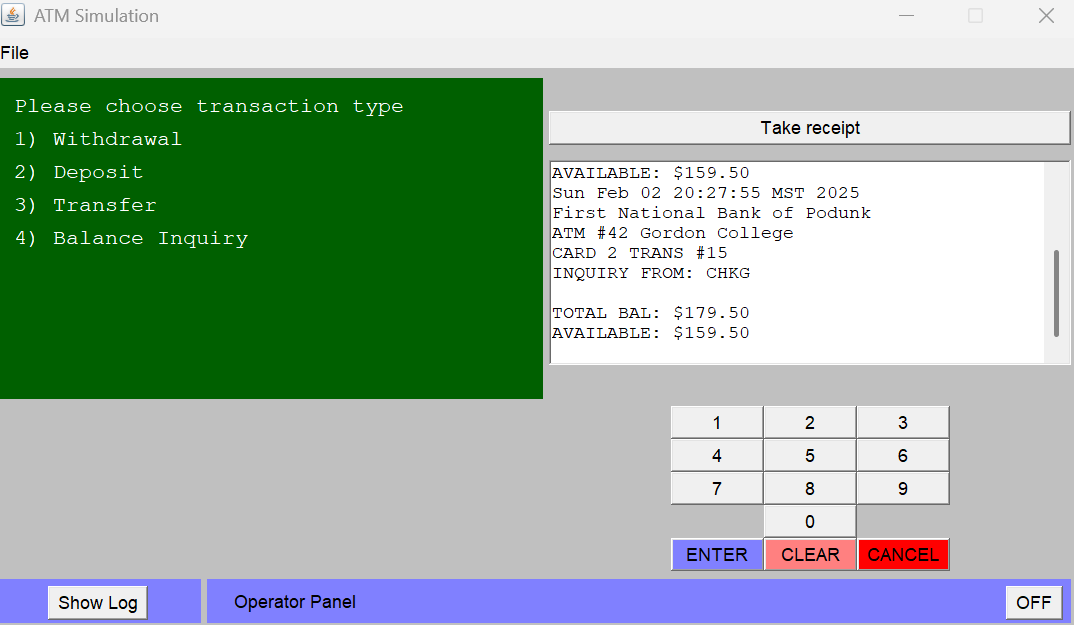 ATM Simulation
File
Please choose transaction type
1) Withdrawal
2) Deposit
3) Transfer
4) Balance Inquiry
Take receipt
AVAILABLE: $159.50
Sun Feb 02 20:27:55 MST 2025
First National Bank of Podunk
ATM #42 Gordon College
CARD 2 TRANS #15
INQUIRY FROM: CHKG
TOTAL BAL: $179.50
AVAILABLE: $159.50
1 2 3
4 5 6
7 8 9
0
ENTER CLEAR CANCEL
Show Log Operator Panel OFF